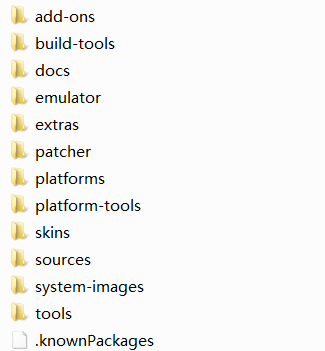 add-ons
build-tools
docs
emulator
extras
patcher
platforms
platform-tools
skins
sources
system-images
tools
.knownPackages